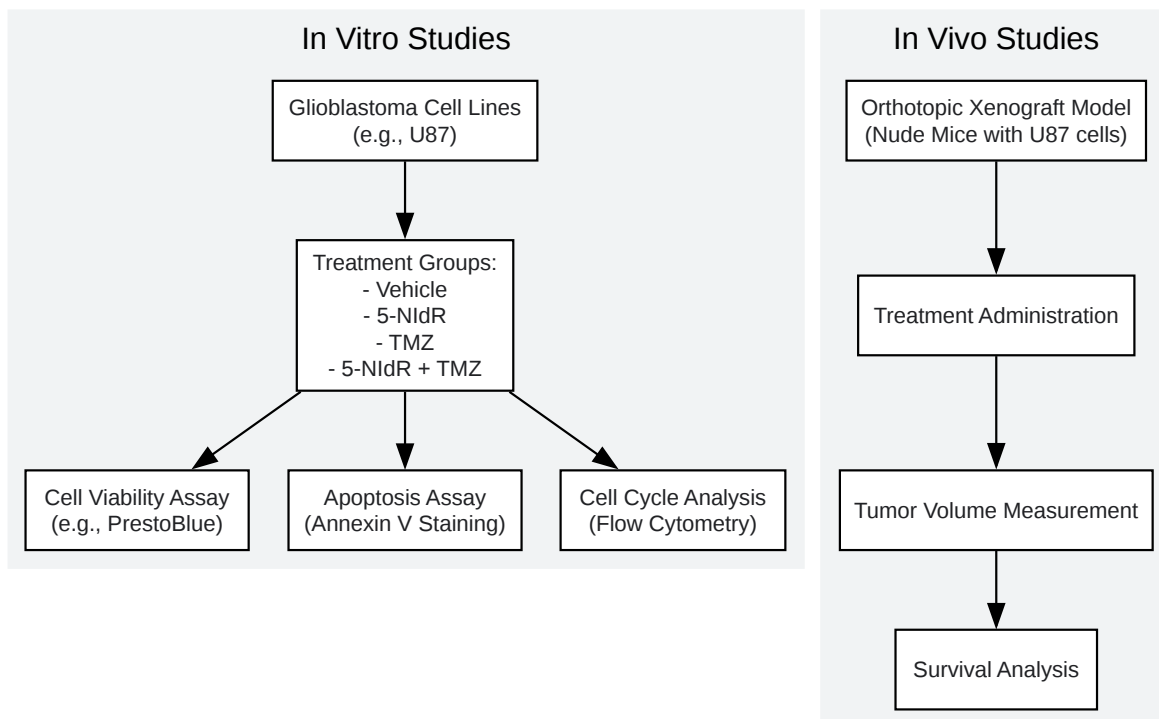 In Vitro Studies
Glioblastoma Cell Lines
(e.g., U87)
Treatment Groups:
- Vehicle
- 5-NIdR
- TMZ
- 5-NIdR + TMZ
Cell Viability Assay
(e.g., PrestoBlue)
Apoptosis Assay
(Annexin V Staining)
Cell Cycle Analysis
(Flow Cytometry)
In Vivo Studies
Orthotopic Xenograft Model
(Nude Mice with U87 cells)
Treatment Administration
Tumor Volume Measurement
Survival Analysis